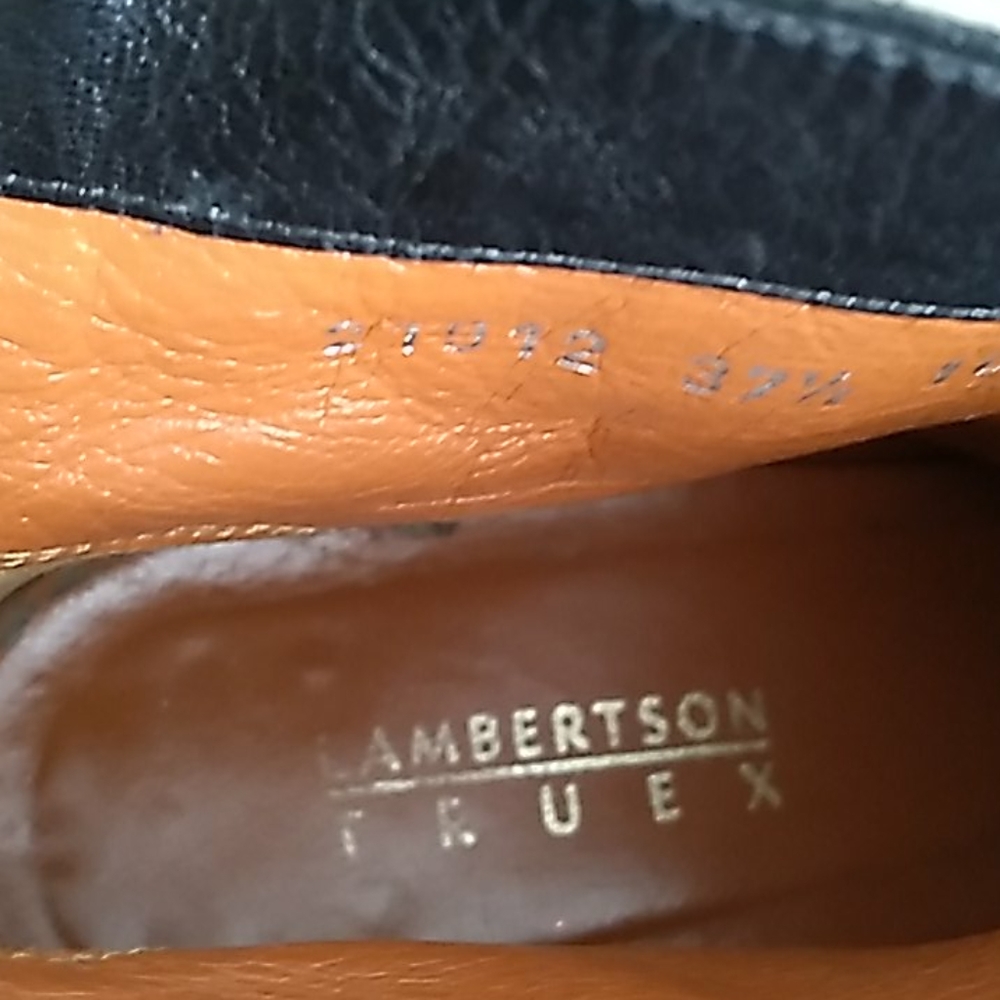 21012 37½
LAMBERTSON
TRUEX